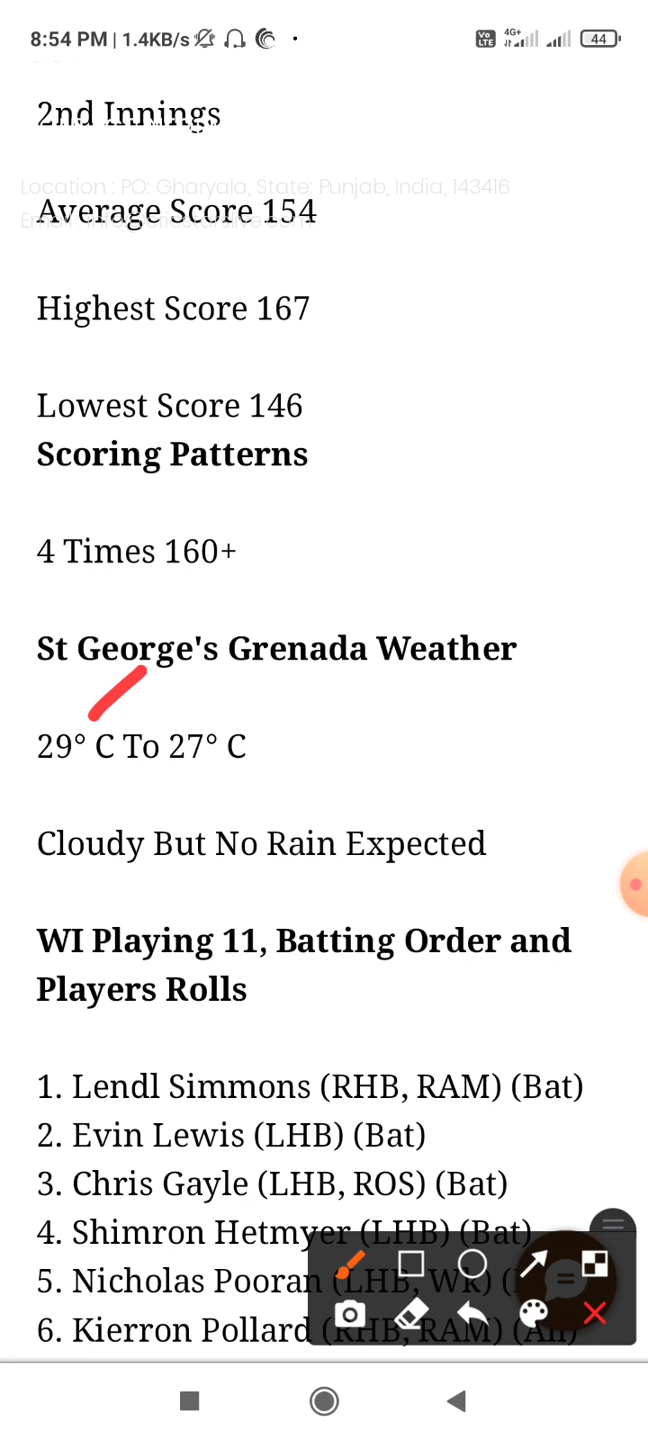 8:54 PM | 1.4KB/s
Vo LTE 4G+ 44
2nd Innings
Location : PO: Gharyala, State: Punjab, India, 143416
Average Score 154
Highest Score 167
Lowest Score 146
Scoring Patterns
4 Times 160+
St George's Grenada Weather
29° C To 27° C
Cloudy But No Rain Expected
WI Playing 11, Batting Order and
Players Rolls
1. Lendl Simmons (RHB, RAM) (Bat)
2. Evin Lewis (LHB) (Bat)
3. Chris Gayle (LHB, ROS) (Bat)
4. Shimron Hetmyer (LHB) (Bat)
5. Nicholas Pooran (LHB, Wk) (
6. Kierron Pollard (RHB, RAM) (All)